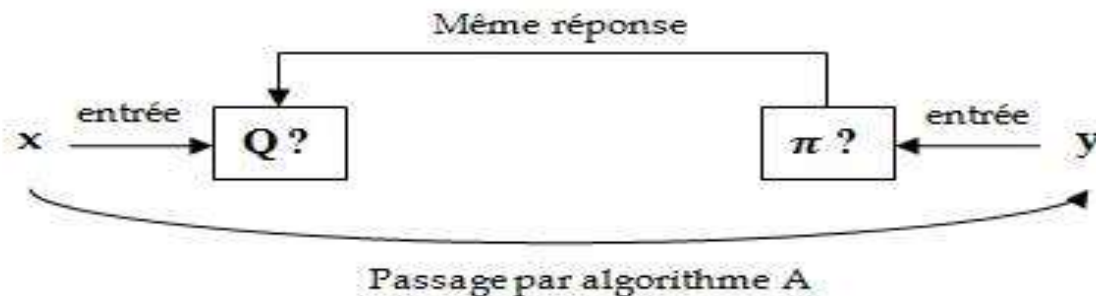 Même réponse
entrée
entrée
x
Q ?
π ?
y
Passage par algorithme A